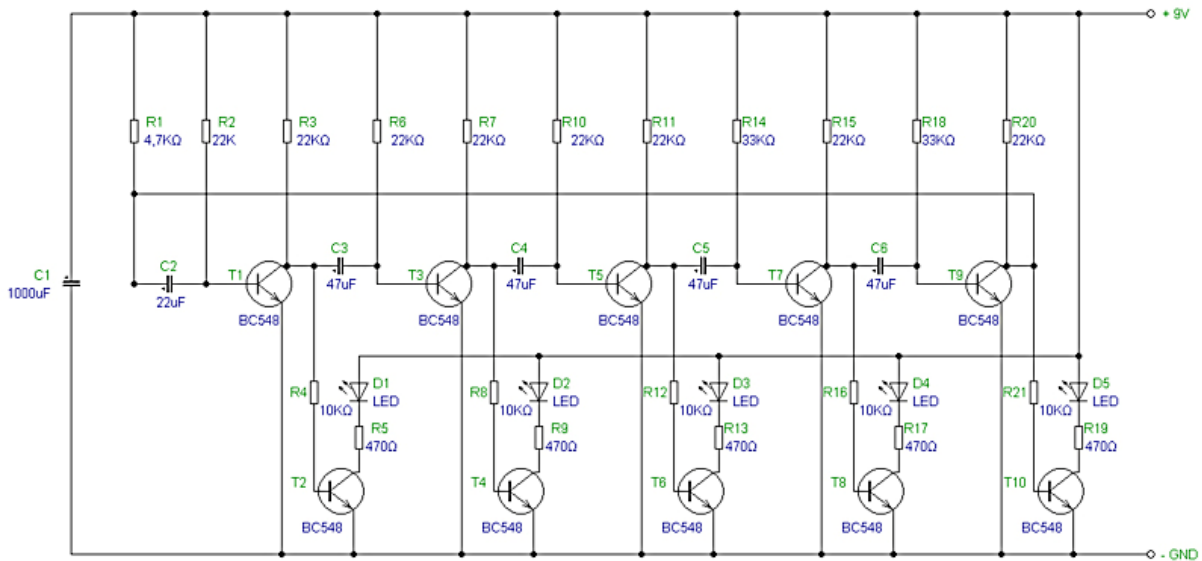 + 9V
R1
4,7KΩ
R2
22K
R3
22KΩ
R6
22KΩ
R7
22KΩ
R10
22KΩ
R11
22KΩ
R14
33KΩ
R15
22KΩ
R18
33KΩ
R20
22KΩ
C1
1000uF
C2
22uF
T1
BC548
C3
47uF
T3
BC548
C4
47uF
T5
BC548
C5
47uF
T7
BC548
C6
47uF
T9
BC548
R4
10KΩ
D1
LED
R5
470Ω
T2
BC548
R8
10KΩ
D2
LED
R9
470Ω
T4
BC548
R12
10KΩ
D3
LED
R13
470Ω
T6
BC548
R16
10KΩ
D4
LED
R17
470Ω
T8
BC548
R21
10KΩ
D5
LED
R19
470Ω
T10
BC548
- GND